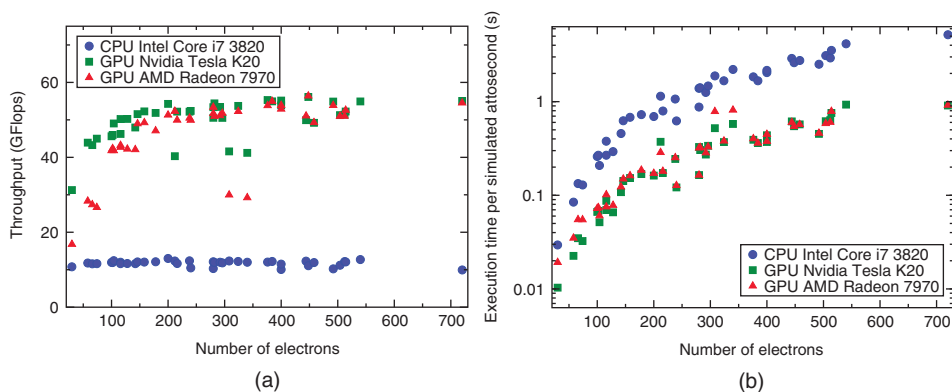 CPU Intel Core i7 3820
GPU Nvidia Tesla K20
GPU AMD Radeon 7970
Throughput (GFlops)
80
60
40
20
0
100 200 300 400 500 600 700
Number of electrons
(a)
Execution time per simulated attosecond (s)
1
0.1
0.01
CPU Intel Core i7 3820
GPU Nvidia Tesla K20
GPU AMD Radeon 7970
100 200 300 400 500 600 700
Number of electrons
(b)